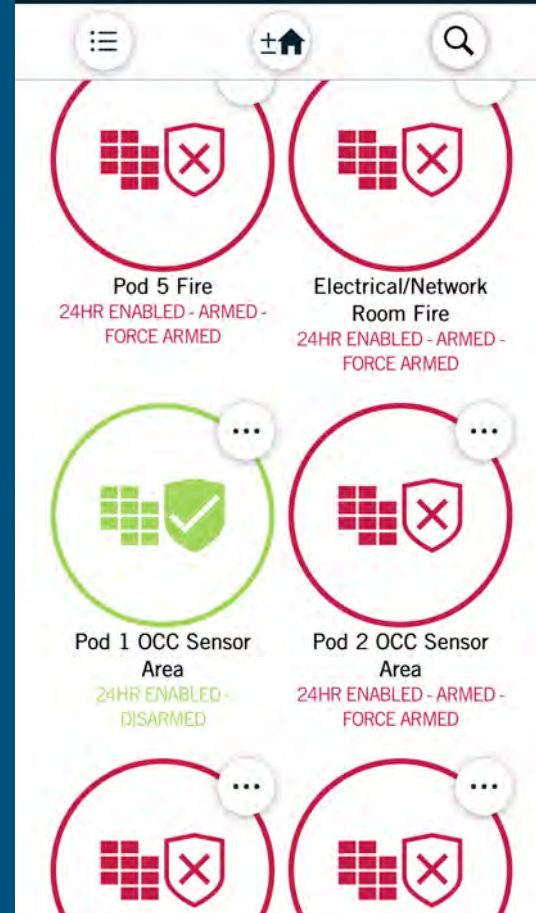 Pod 5 Fire
24HR ENABLED - ARMED -
FORCE ARMED
Electrical/Network
Room Fire
24HR ENABLED - ARMED -
FORCE ARMED
Pod 1 OCC Sensor
Area
24HR ENABLED -
DISARMED
Pod 2 OCC Sensor
Area
24HR ENABLED - ARMED -
FORCE ARMED